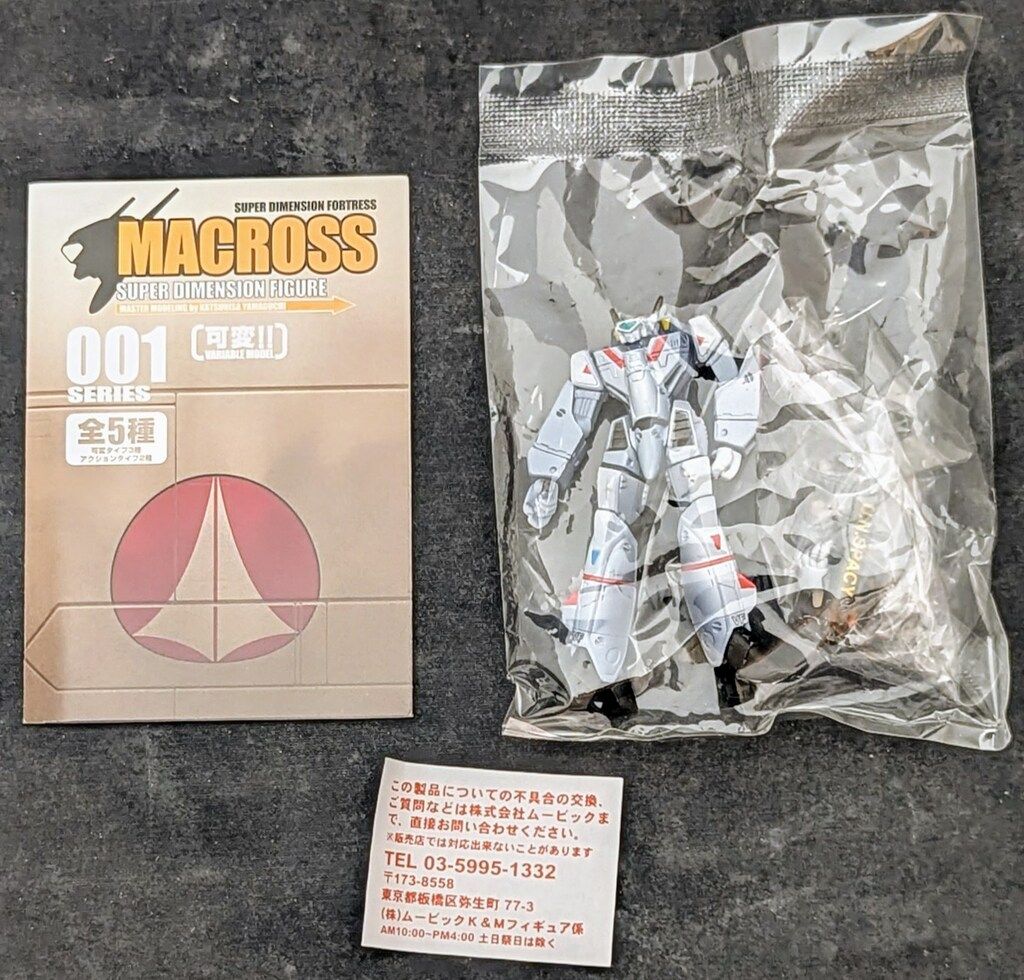 SUPER DIMENSION FORTRESS
MACROSS
SUPER DIMENSION FIGURE
MASTER MODELING by KATSUHISA YAMAGUCHI
001
SERIES
[可変!!]
VARIABLE MODEL
全5種
可変タイプ3種
アクションタイプ2種
U.N.SPACY
この製品についての不具合の交換、
ご質問などは株式会社ムービックま
で、直接お問い合わせください。
※販売店では対応出来ないことがあります
TEL 03-5995-1332
〒173-8558
東京都板橋区弥生町 77-3
(株)ムービックK&Mフィギュア係
AM10:00~PM4:00 土日祭日は除く